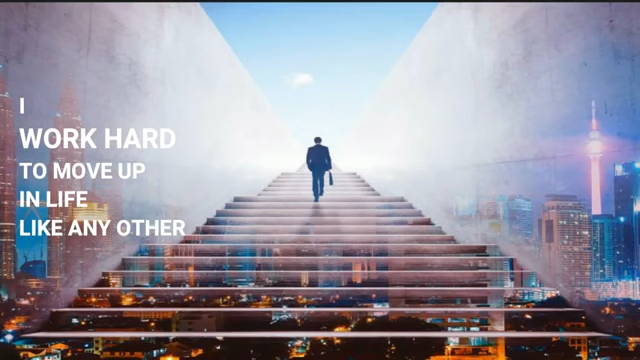 I
WORK HARD
TO MOVE UP
IN LIFE
LIKE ANY OTHER